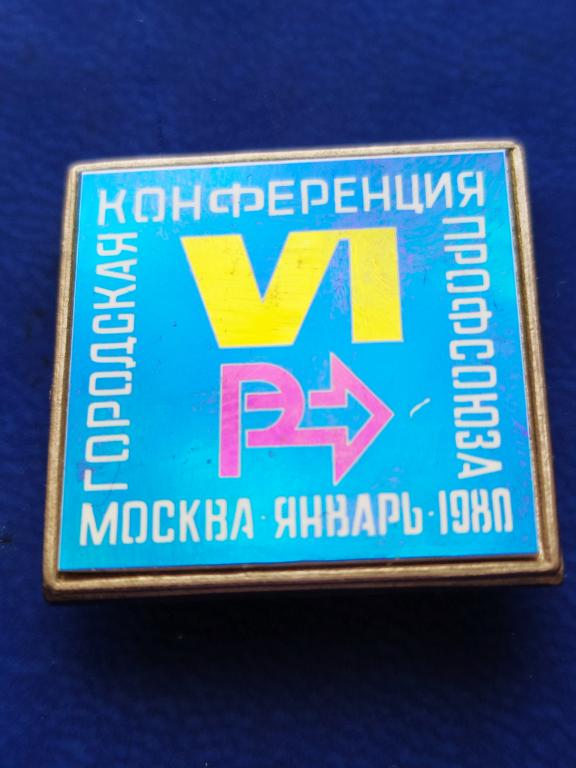 ГОРОДСКАЯ
КОНФЕРЕНЦИЯ
ПРОФСОЮЗА
VI
МОСКВА · ЯНВАРЬ · 1980